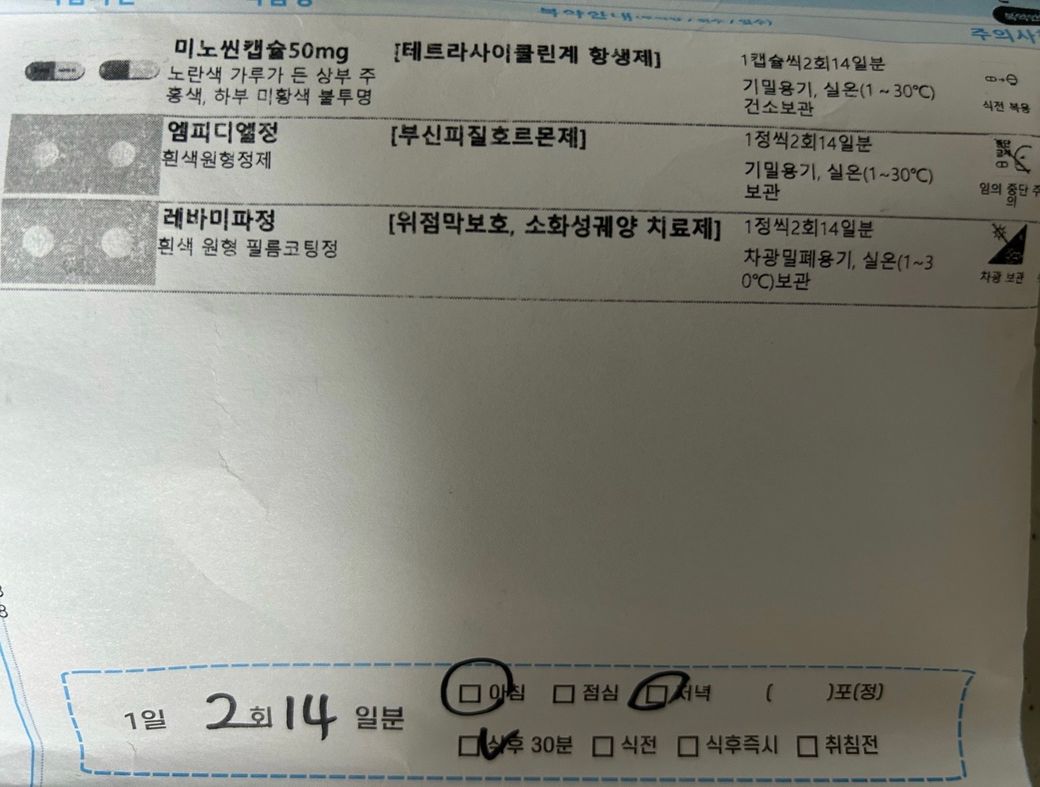 복약안내
주의사
미노씬캡슐50mg
[테트라사이클린계 항생제]
1캡슐씩2회14일분
노란색 가루가 든 상부 주
홍색, 하부 미황색 불투명
기밀용기, 실온(1~30℃)
건소보관
식전 복용
엠피디엘정
[부신피질호르몬제]
1정씩2회14일분
흰색원형정제
기밀용기, 실온(1~30℃)
보관
임의 중단 주
의
레바미파정
[위점막보호, 소화성궤양 치료제]
1정씩2회14일분
흰색 원형 필름코팅정
차광밀폐용기, 실온(1~3
0℃)보관
차광 보관
8
1일 2회 14 일분
아침 점심 저녁 ( )포(정)
식후 30분 식전 식후즉시 취침전